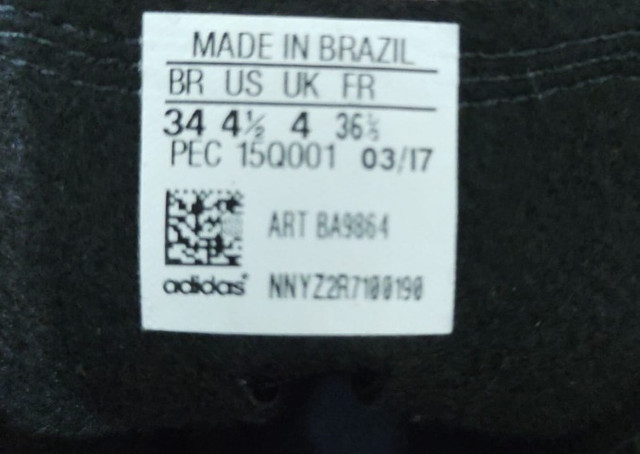 MADE IN BRAZIL
BR US UK FR
34 4½ 4 36⅔
PEC 15Q001 03/17
ART BA9864
adidas® NNYZ2R7100190